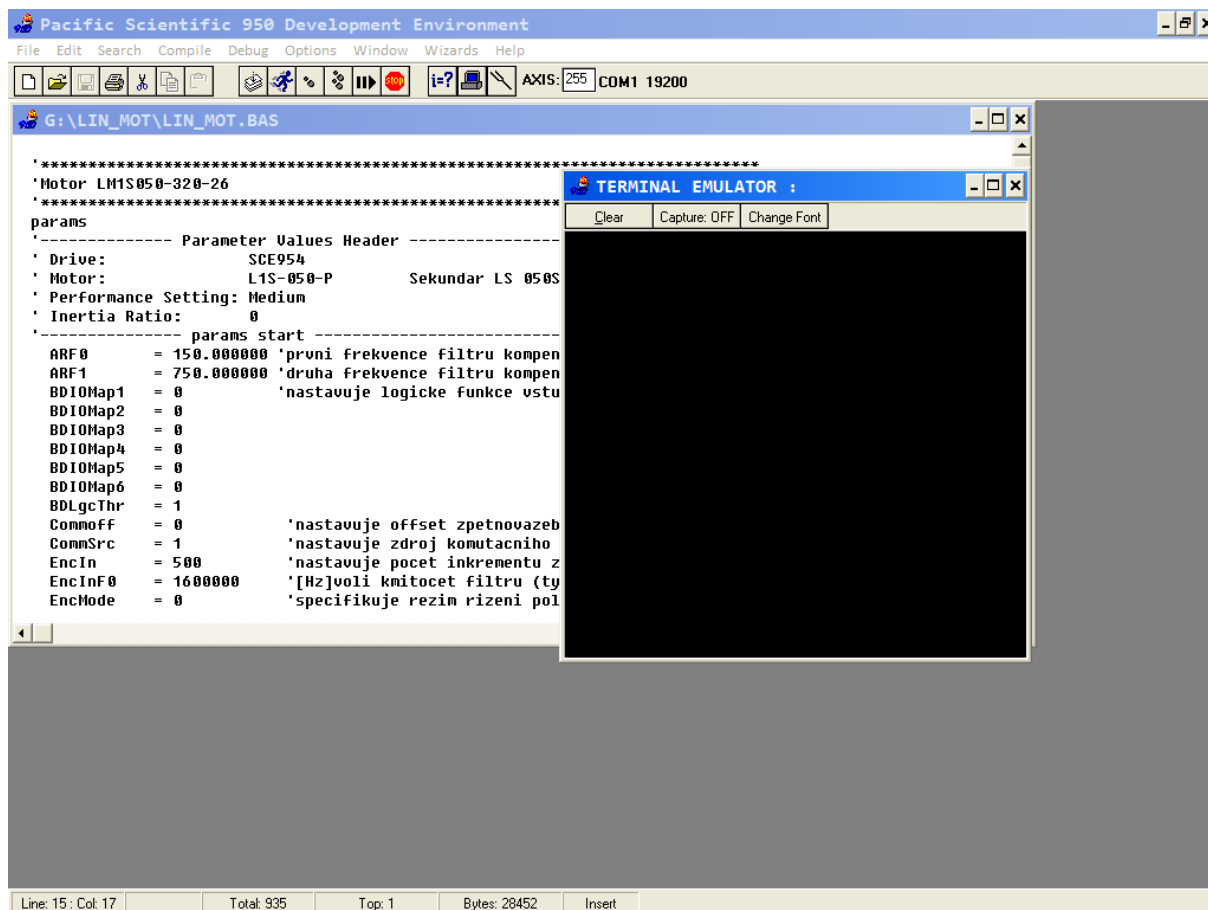 Pacific Scientific 950 Development Environment
File Edit Search Compile Debug Options Window Wizards Help
stop i=? AXIS: 255 COM1 19200
G:\LIN_MOT\LIN_MOT.BAS
'****************************************************************************
'Motor LM1S050-320-26
'****************************************************************************
params
'-------------- Parameter Values Header ----------------
' Drive: SCE954
' Motor: L1S-050-P Sekundar LS 050S
' Performance Setting: Medium
' Inertia Ratio: 0
'--------------- params start --------------------------
ARF0 = 150.000000 'prvni frekvence filtru kompen
ARF1 = 750.000000 'druha frekvence filtru kompen
BDIOMap1 = 0 'nastavuje logicke funkce vstu
BDIOMap2 = 0
BDIOMap3 = 0
BDIOMap4 = 0
BDIOMap5 = 0
BDIOMap6 = 0
BDLgcThr = 1
Commoff = 0 'nastavuje offset zpetnovazeb
CommSrc = 1 'nastavuje zdroj komutacniho
EncIn = 500 'nastavuje pocet inkrementu z
EncInF0 = 1600000 '[Hz]voli kmitocet filtru (ty
EncMode = 0 'specifikuje rezim rizeni pol
TERMINAL EMULATOR :
Clear Capture: OFF Change Font
Line: 15 : Col: 17 Total: 935 Top: 1 Bytes: 28452 Insert